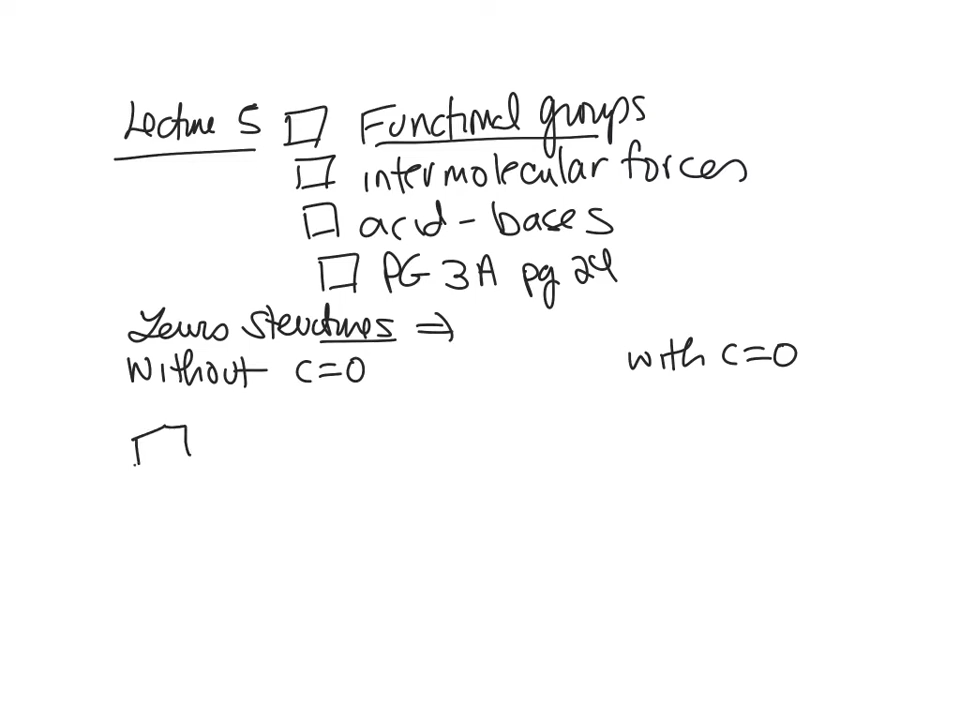 Lecture 5 □ Functional groups
□ intermolecular forces
□ acid - bases
□ PG 3A pg 24
Lewis Structures ⇒
Without C=O
with C=O